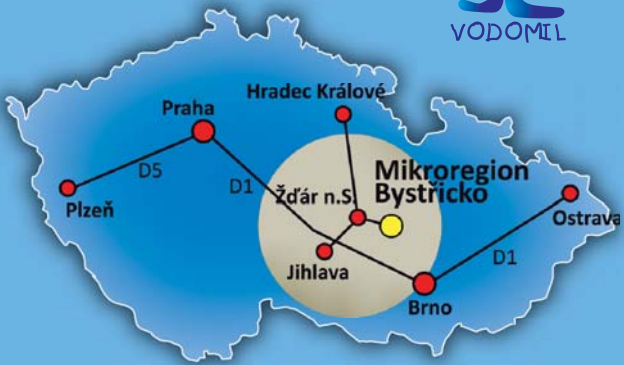 VODOMIL
Hradec Králové
Praha
D5
D1
Mikroregion
Bystřicko
Žďár n.S.
Plzeň
Ostrava
Jihlava
D1
Brno